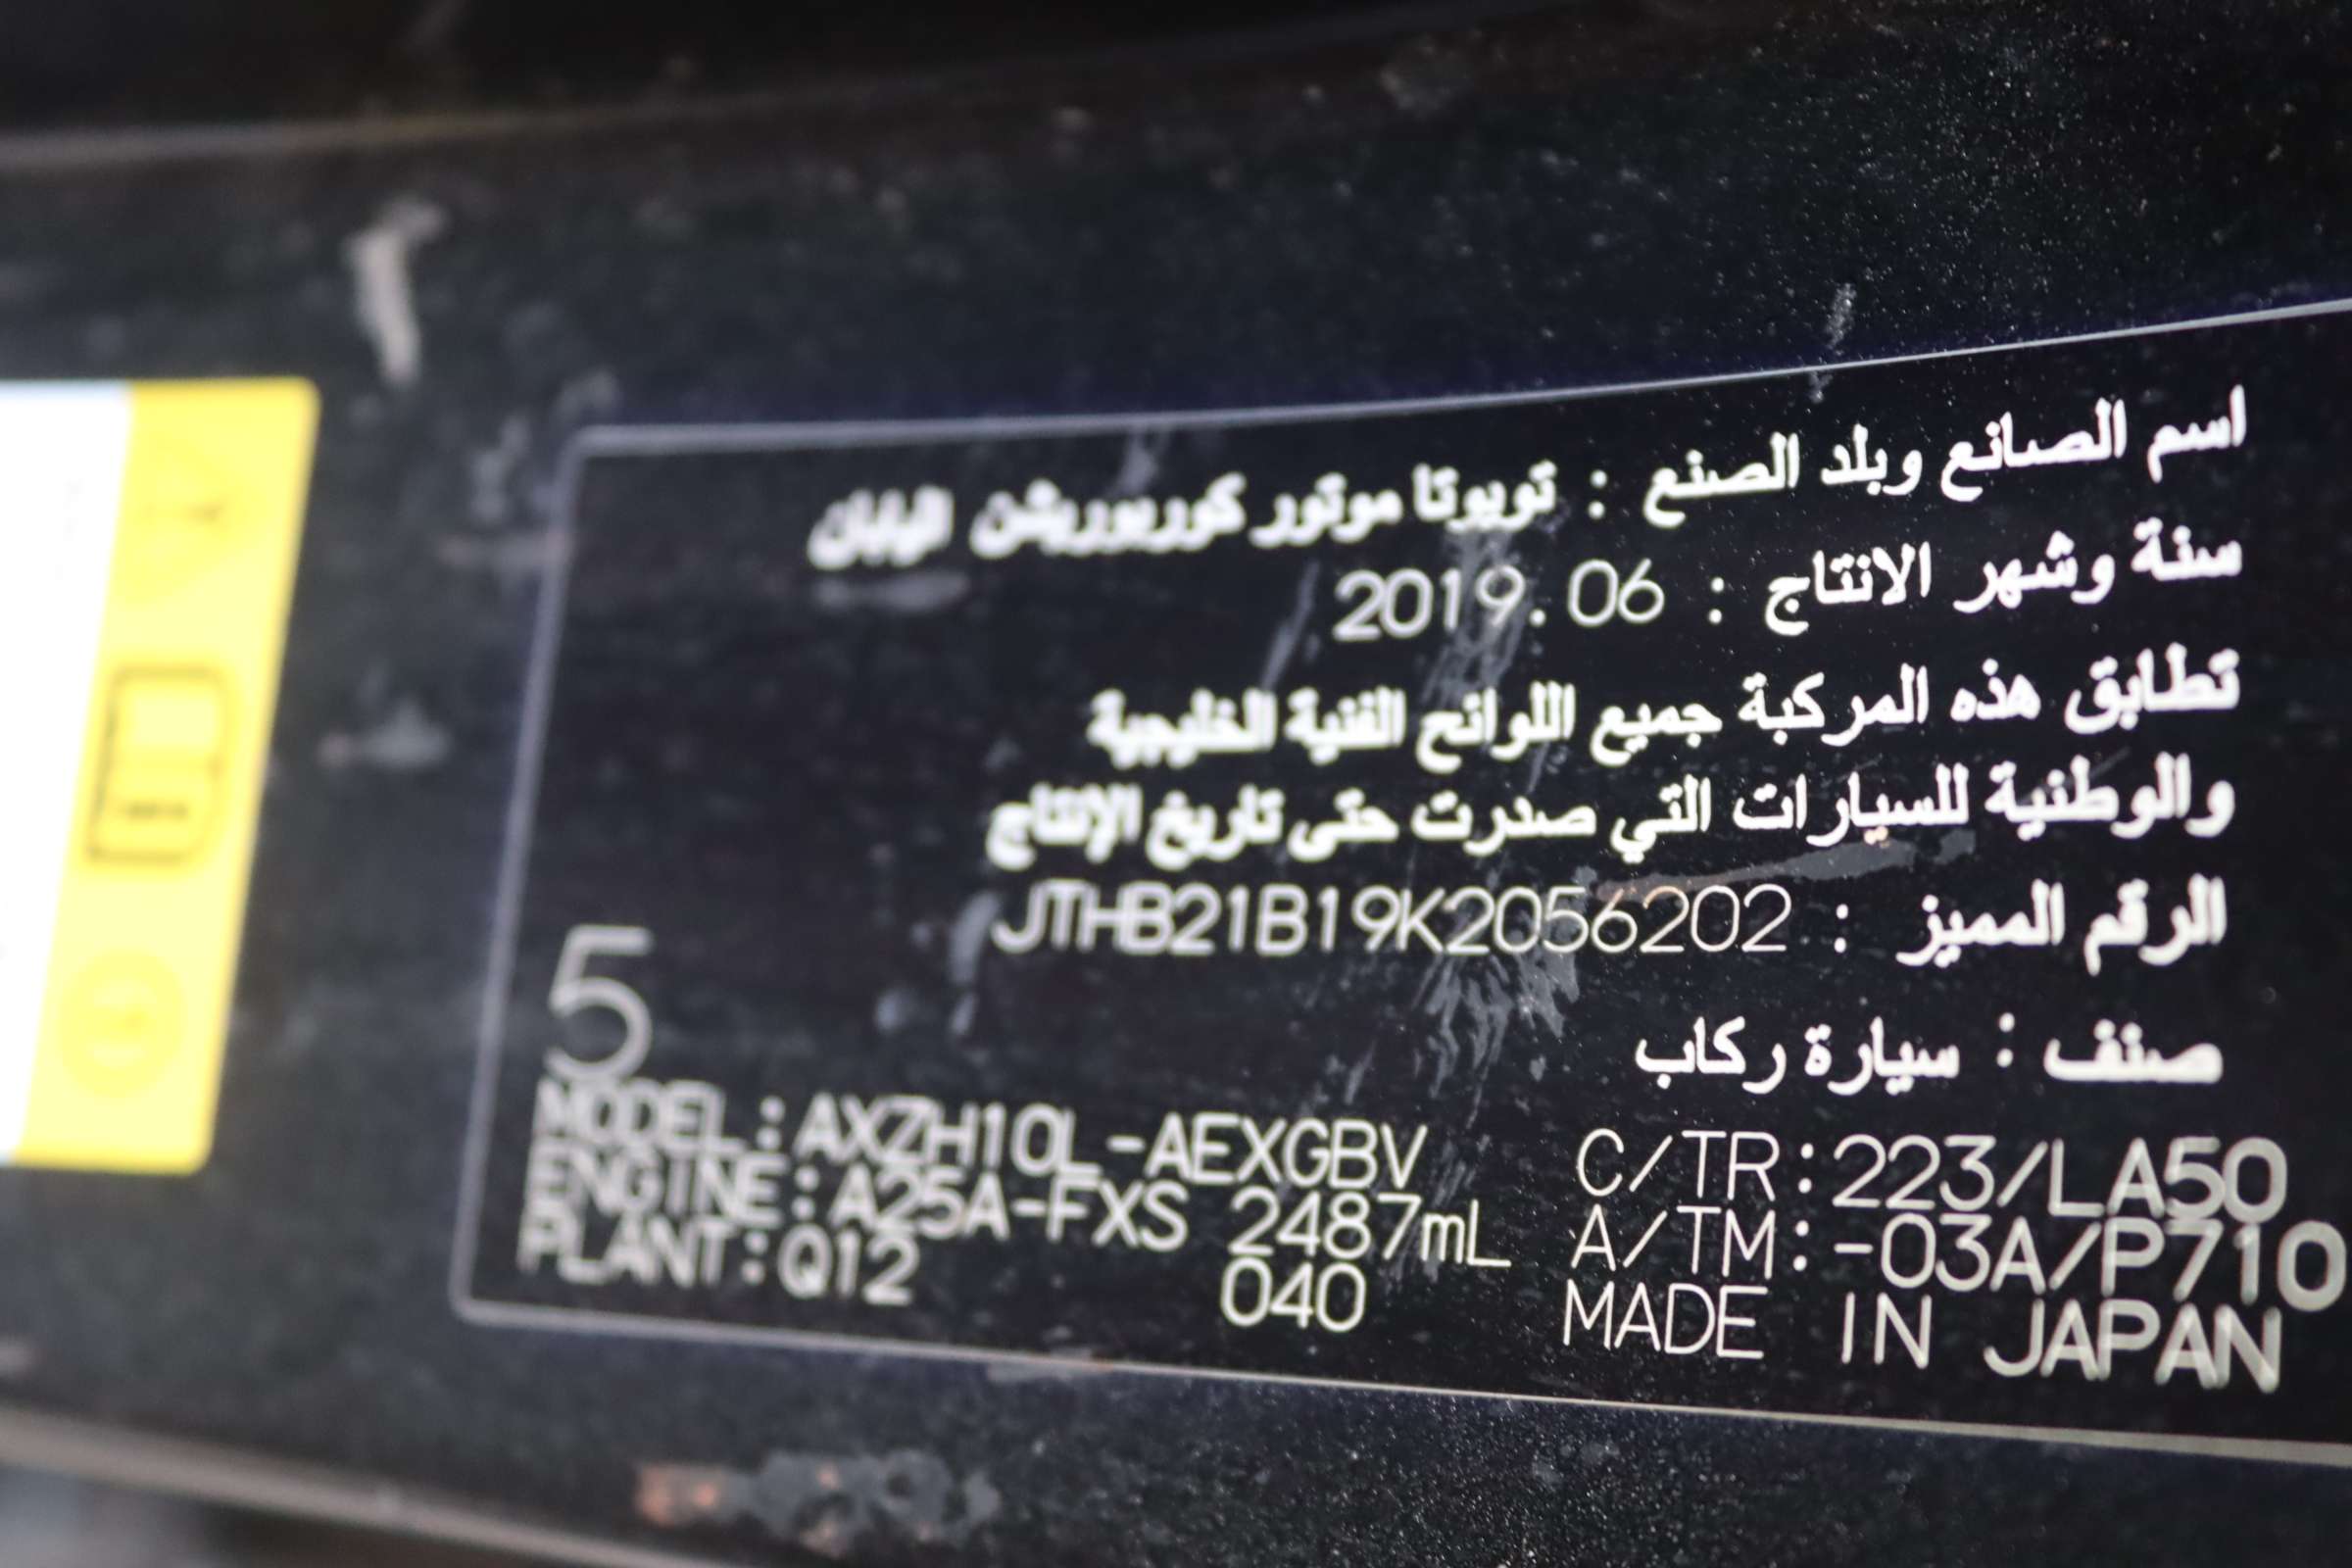 اسم الصانع وبلد الصنع : تويوتا موتور كوربوريشن اليابان
سنة وشهر الانتاج : 2019.06
تطابق هذه المركبة جميع اللوائح الفنية الخليجية
والوطنية للسيارات التي صدرت حتى تاريخ الإنتاج
الرقم المميز : JTHB21B19K2056202
صنف : سيارة ركاب
5
MODEL:AXZH10L-AEXGBV C/TR:223/LA50
ENGINE:A25A-FXS 2487mL A/TM:-03A/P710
PLANT:Q12 040 MADE IN JAPAN